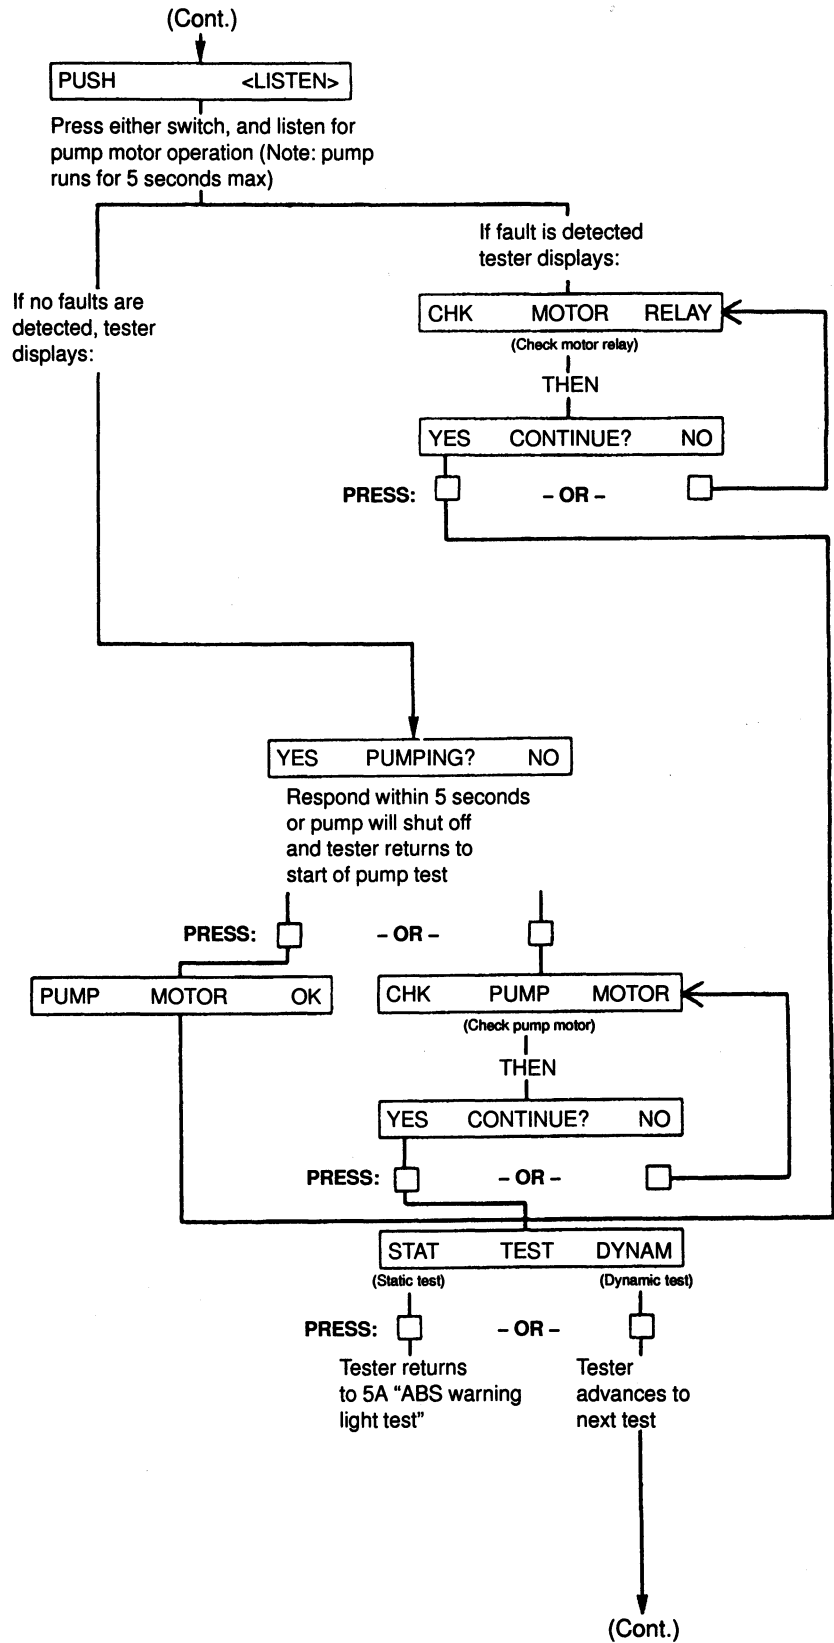 (Cont.)
PUSH <LISTEN>
Press either switch, and listen for
pump motor operation (Note: pump
runs for 5 seconds max)
If fault is detected
tester displays:
If no faults are
detected, tester
displays:
CHK MOTOR RELAY
(Check motor relay)
THEN
YES CONTINUE? NO
PRESS: – OR –
YES PUMPING? NO
Respond within 5 seconds
or pump will shut off
and tester returns to
start of pump test
PRESS: – OR –
PUMP MOTOR OK
CHK PUMP MOTOR
(Check pump motor)
THEN
YES CONTINUE? NO
PRESS: – OR –
STAT TEST DYNAM
(Static test) (Dynamic test)
PRESS: – OR –
Tester returns
to 5A “ABS warning
light test”
Tester
advances to
next test
(Cont.)